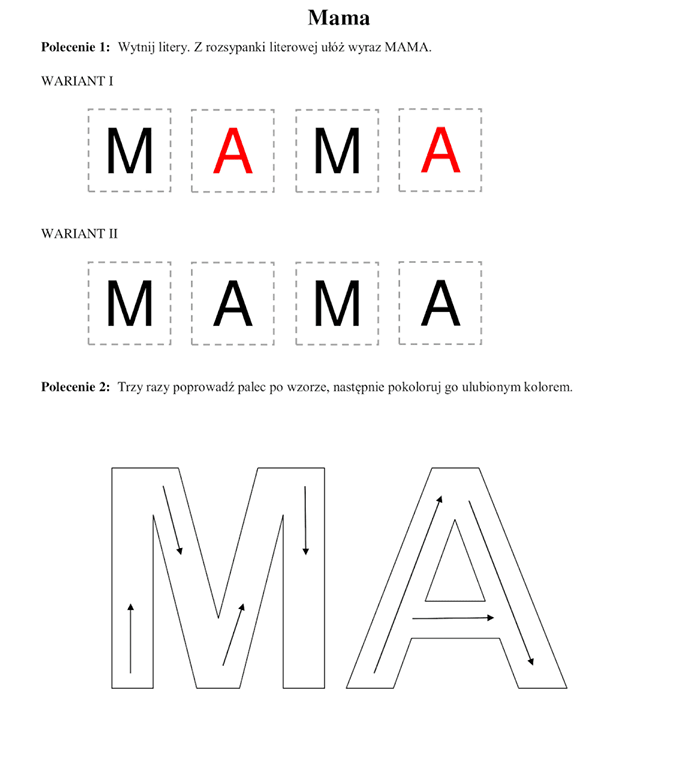 Mama
Polecenie 1: Wytnij litery. Z rozsypanki literowej ułóż wyraz MAMA.
WARIANT I
M A M A
WARIANT II
M A M A
Polecenie 2: Trzy razy poprowadź palec po wzorze, następnie pokoloruj go ulubionym kolorem.
MA